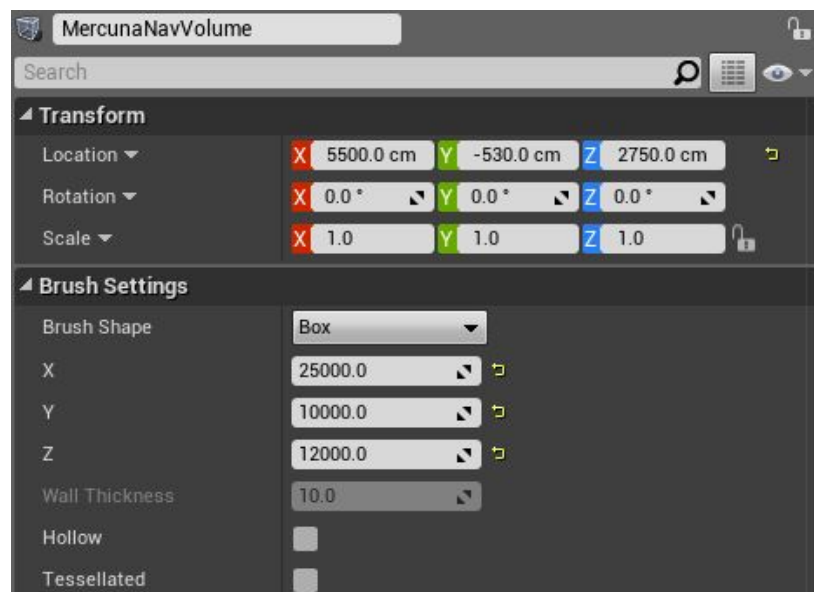 MercunaNavVolume
Search
Transform
Location X 5500.0 cm Y -530.0 cm Z 2750.0 cm
Rotation X 0.0 ° Y 0.0 ° Z 0.0 °
Scale X 1.0 Y 1.0 Z 1.0
Brush Settings
Brush Shape Box
X 25000.0
Y 10000.0
Z 12000.0
Wall Thickness 10.0
Hollow
Tessellated